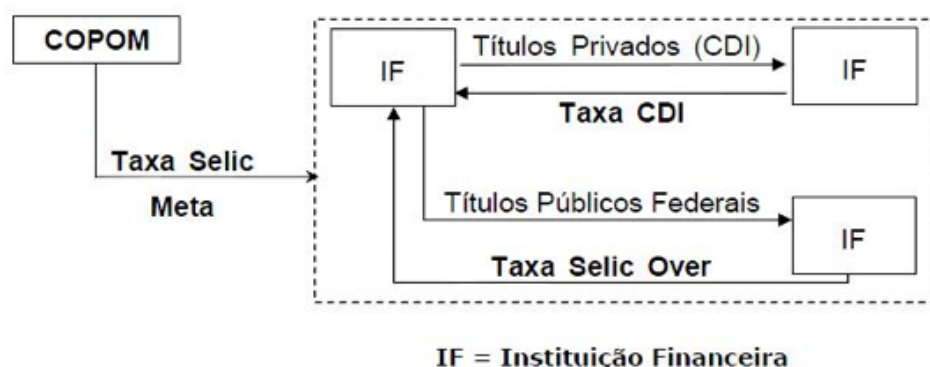 COPOM
IF
Títulos Privados (CDI)
IF
Taxa CDI
Taxa Selic
Meta
Títulos Públicos Federais
IF
Taxa Selic Over
IF = Instituição Financeira